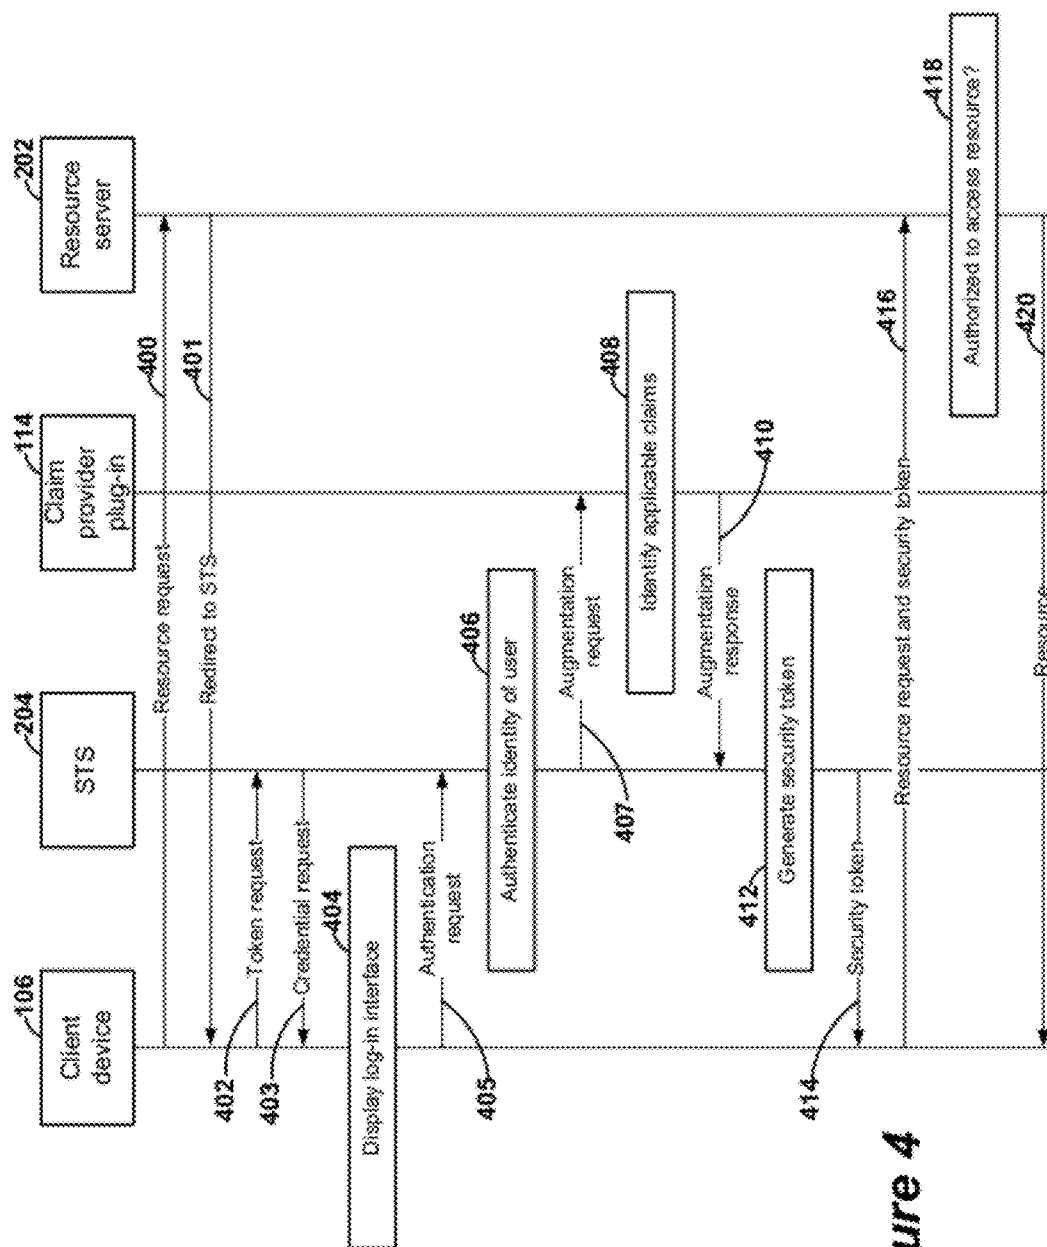 106
204
114
202
Client
device
STS
Claim
provider
plug-in
Resource
server
Resource request
400
Redirect to STS
401
402
Token request
403
Credential request
404
Display log-in interface
Authentication
request
405
406
Authenticate identity of user
Augmentation
request
407
408
Identify applicable claims
Augmentation
response
410
412
Generate security token
Security token
414
Resource request and security token
416
418
Authorized to access resource?
Resource
420
ure 4